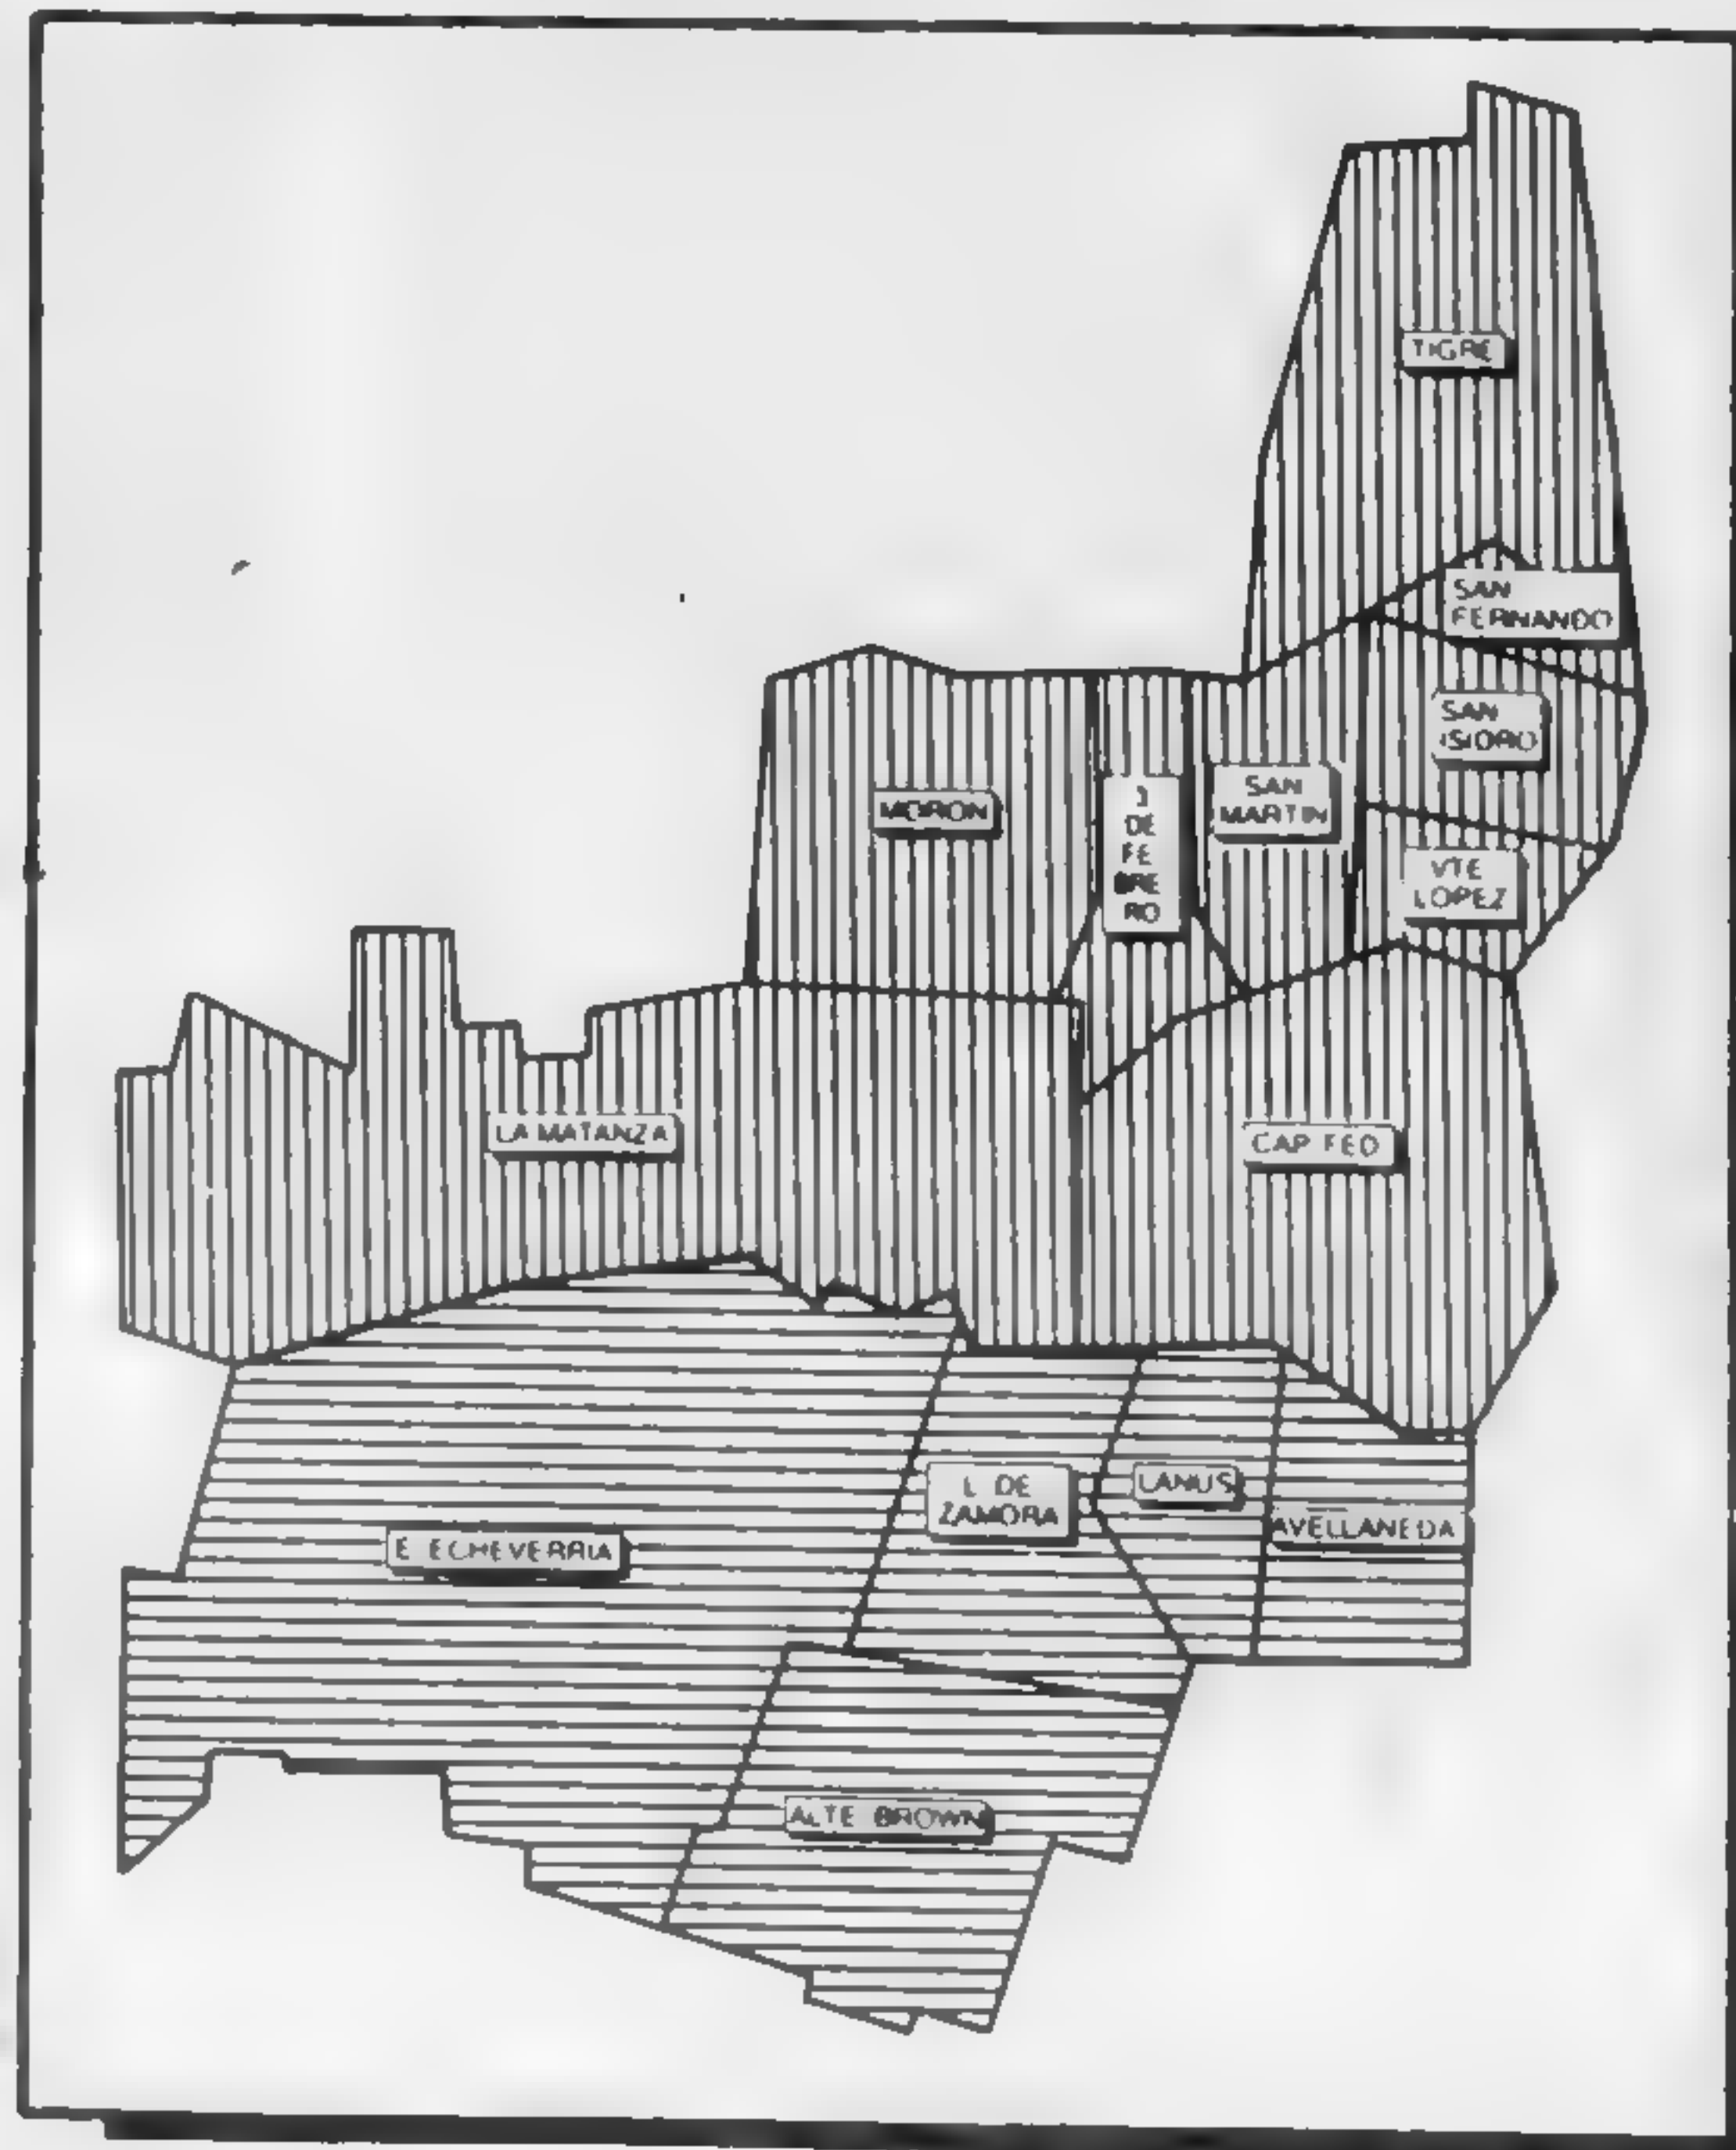 TIGRE
SAN
FERNANDO
SAN
ISIDRO
MORON
3
DE
FE
BRE
RO
SAN
MARTIN
VTE
LOPEZ
LA MATANZA
CAP FED
L DE
ZAMORA
LANUS
AVELLANEDA
E ECHEVERRIA
ALTE BROWN